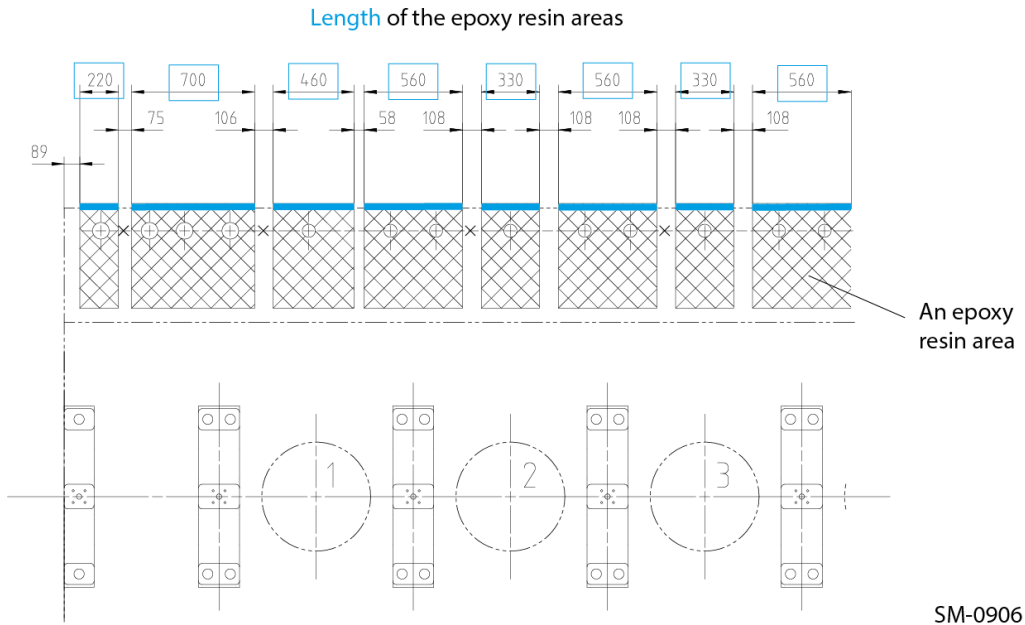 Length of the epoxy resin areas
220 700 460 560 330 560 330 560
75 106 58 108 108 108 108
89
An epoxy
resin area
1 2 3
SM-0906